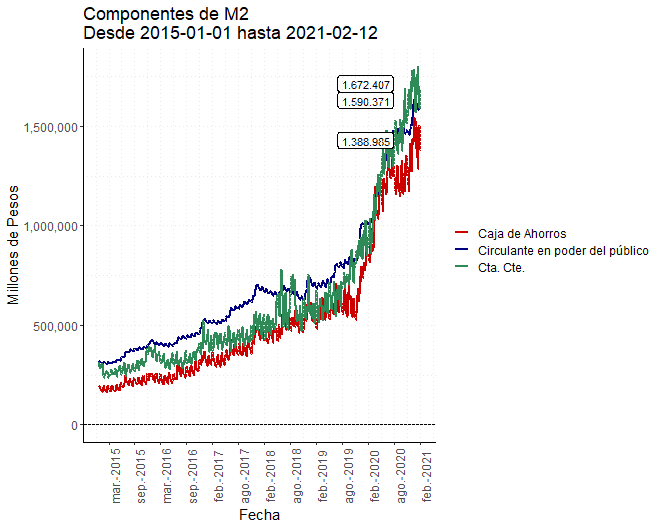 Componentes de M2
Desde 2015-01-01 hasta 2021-02-12
Millones de Pesos
1,500,000
1,000,000
500,000
0
1.672.407
1.590.371
1.388.985
Caja de Ahorros
Circulante en poder del público
Cta. Cte.
mar.-2015
sep.-2015
mar.-2016
sep.-2016
feb.-2017
ago.-2017
feb.-2018
ago.-2018
feb.-2019
ago.-2019
feb.-2020
ago.-2020
feb.-2021
Fecha